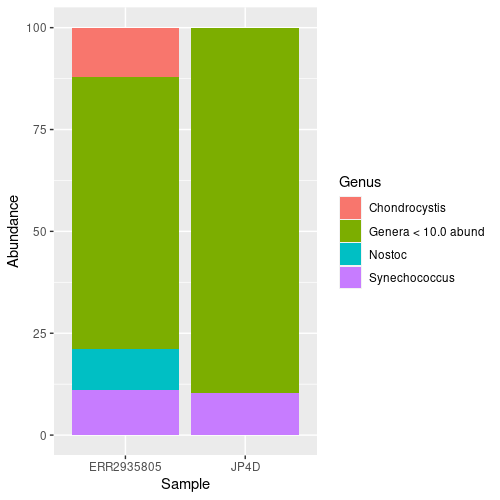 100
75
50
25
0
Abundance
ERR2935805
JP4D
Sample
Genus
Chondrocystis
Genera < 10.0 abund
Nostoc
Synechococcus